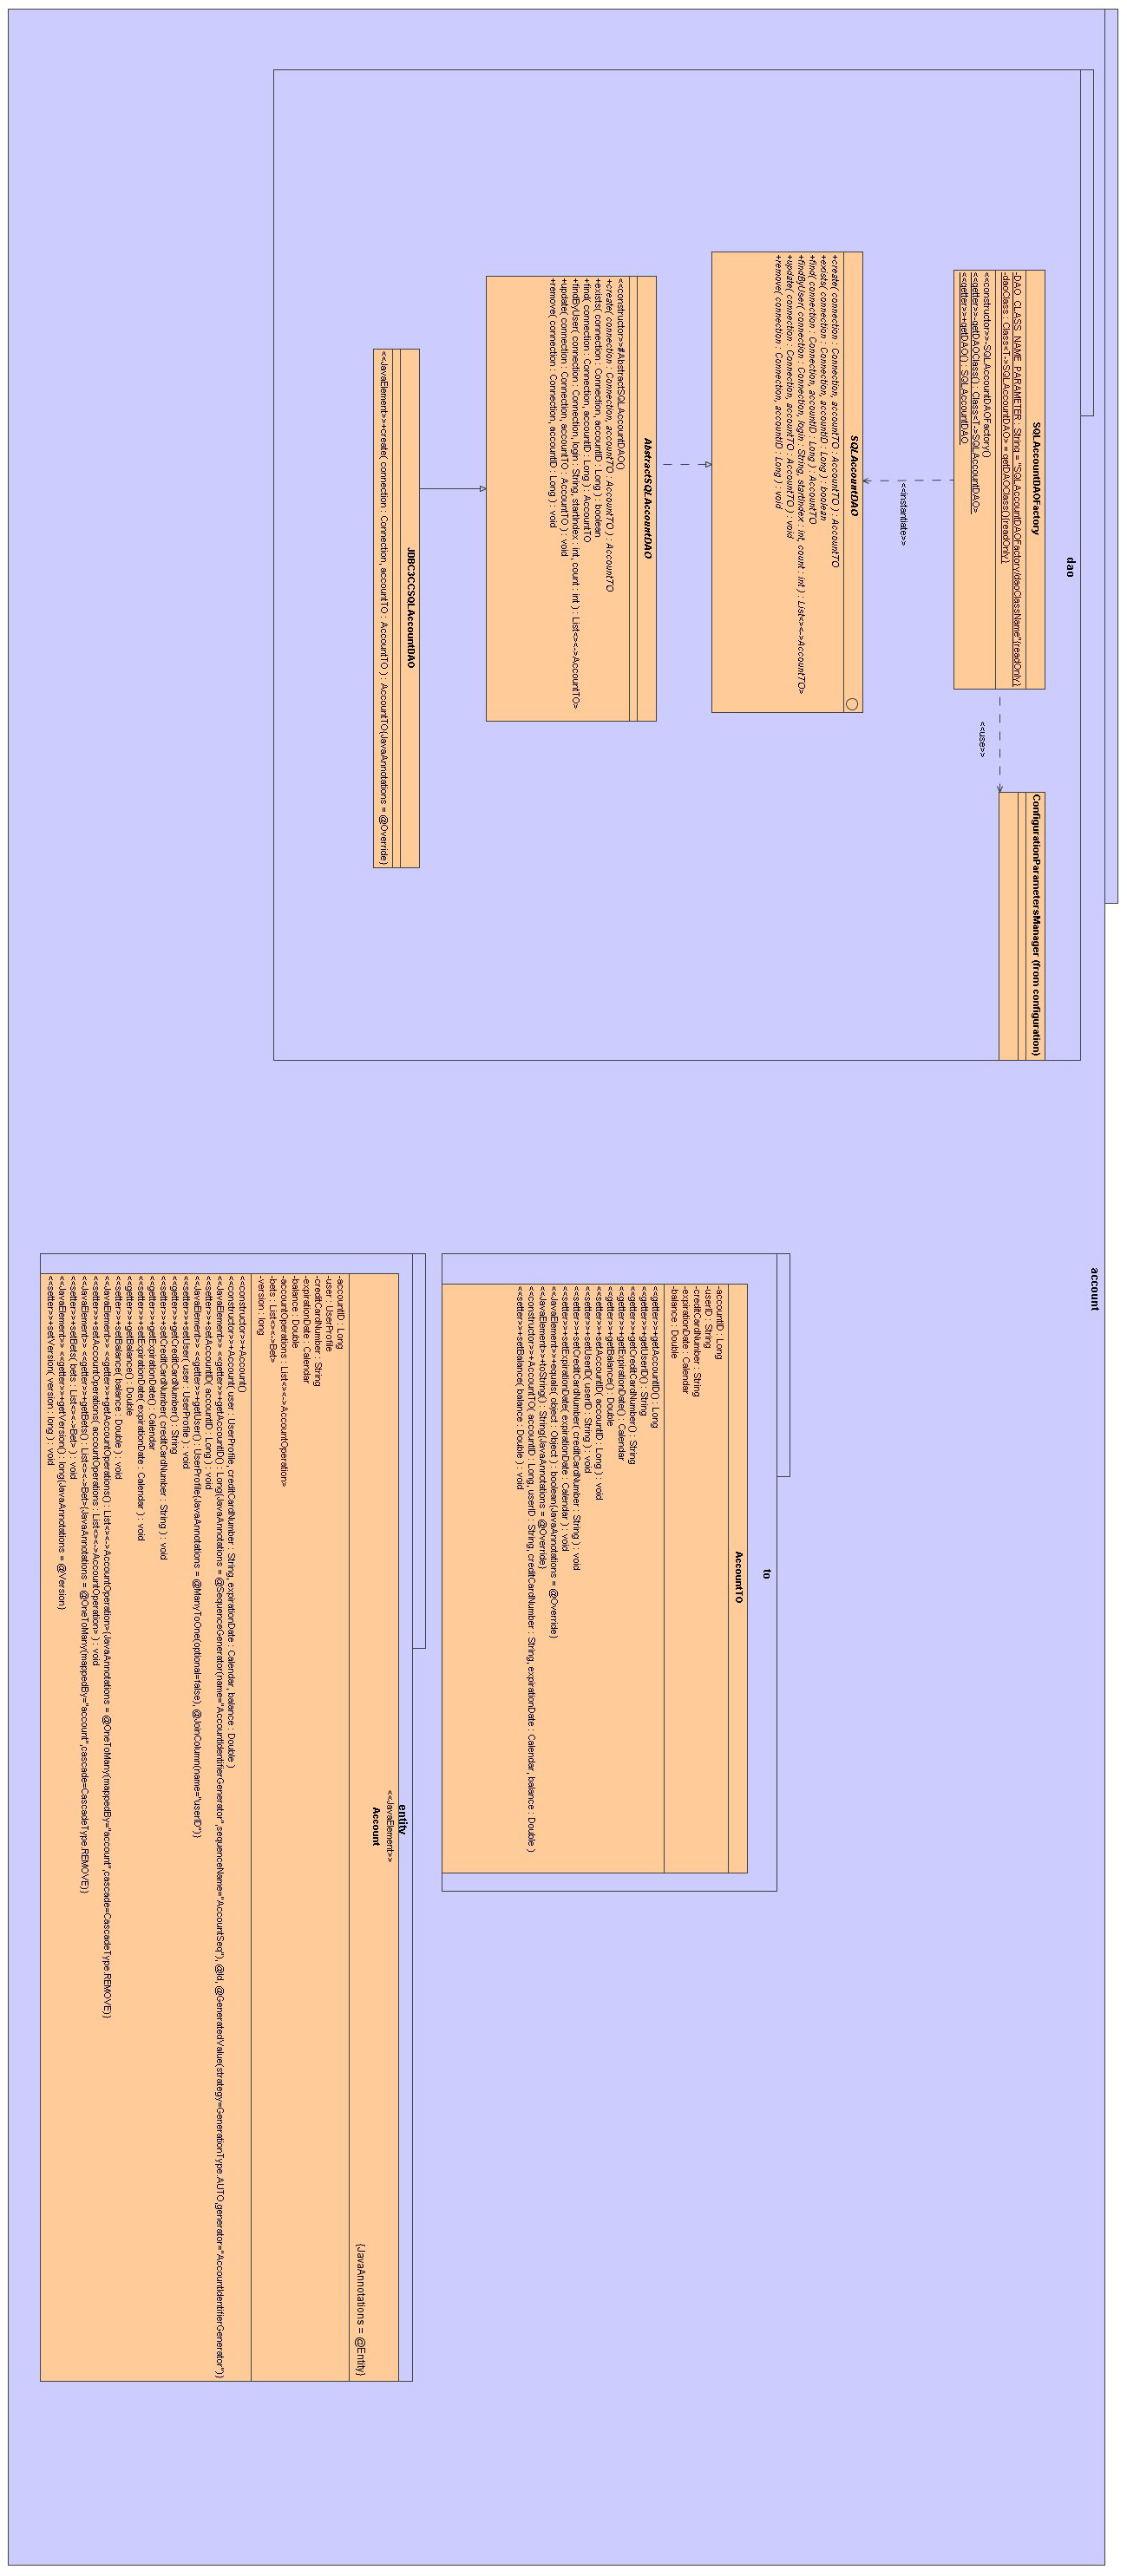 account
dao
SQLAccountDAOFactory
-DAO_CLASS_NAME_PARAMETER : String = "SQLAccountDAOFactory/daoClassName"{readOnly}
-daoClass : Class<T->SQLAccountDAO> = getDAOClass(){readOnly}
<<constructor>>-SQLAccountDAOFactory()
<<getter>>-getDAOClass() : Class<T->SQLAccountDAO>
<<getter>>+getDAO() : SQLAccountDAO
<<use>>
ConfigurationParametersManager (from configuration)
<<instantiate>>
SQLAccountDAO
+create( connection : Connection, accountTO : AccountTO ) : AccountTO
+exists( connection : Connection, accountID : Long ) : boolean
+find( connection : Connection, accountID : Long ) : AccountTO
+findByUser( connection : Connection, login : String, startIndex : int, count : int ) : List<><->AccountTO>
+update( connection : Connection, accountTO : AccountTO ) : void
+remove( connection : Connection, accountID : Long ) : void
AbstractSQLAccountDAO
<<constructor>>#AbstractSQLAccountDAO()
+create( connection : Connection, accountTO : AccountTO ) : AccountTO
+exists( connection : Connection, accountID : Long ) : boolean
+find( connection : Connection, accountID : Long ) : AccountTO
+findByUser( connection : Connection, login : String, startIndex : int, count : int ) : List<><->AccountTO>
+update( connection : Connection, accountTO : AccountTO ) : void
+remove( connection : Connection, accountID : Long ) : void
JDBC3CCSQLAccountDAO
<<JavaElement>>+create( connection : Connection, accountTO : AccountTO ) : AccountTO{JavaAnnotations = @Override}
to
AccountTO
-accountID : Long
-userID : String
-creditCardNumber : String
-expirationDate : Calendar
-balance : Double
<<getter>>+getAccountID() : Long
<<getter>>+getUserID() : String
<<getter>>+getCreditCardNumber() : String
<<getter>>+getExpirationDate() : Calendar
<<getter>>+getBalance() : Double
<<setter>>+setAccountID( accountID : Long ) : void
<<setter>>+setUserID( userID : String ) : void
<<setter>>+setCreditCardNumber( creditCardNumber : String ) : void
<<setter>>+setExpirationDate( expirationDate : Calendar ) : void
<<JavaElement>>+equals( object : Object ) : boolean{JavaAnnotations = @Override}
<<JavaElement>>+toString() : String{JavaAnnotations = @Override}
<<constructor>>+AccountTO( accountID : Long, userID : String, creditCardNumber : String, expirationDate : Calendar, balance : Double )
<<setter>>+setBalance( balance : Double ) : void
entity
<<JavaElement>>
Account
{JavaAnnotations = @Entity}
-accountID : Long
-user : UserProfile
-creditCardNumber : String
-expirationDate : Calendar
-balance : Double
-accountOperations : List<><->AccountOperation>
-bets : List<><->Bet>
-version : long
<<constructor>>+Account()
<<constructor>>+Account( user : UserProfile, creditCardNumber : String, expirationDate : Calendar, balance : Double )
<<JavaElement>> <<getter>>+getAccountID() : Long{JavaAnnotations = @SequenceGenerator(name="AccountIdentifierGenerator",sequenceName="AccountSeq"), @Id, @GeneratedValue(strategy=GenerationType.AUTO,generator="AccountIdentifierGenerator")}
<<setter>>+setAccountID( accountID : Long ) : void
<<JavaElement>> <<getter>>+getUser() : UserProfile{JavaAnnotations = @ManyToOne(optional=false), @JoinColumn(name="userID")}
<<setter>>+setUser( user : UserProfile ) : void
<<getter>>+getCreditCardNumber() : String
<<setter>>+setCreditCardNumber( creditCardNumber : String ) : void
<<getter>>+getExpirationDate() : Calendar
<<setter>>+setExpirationDate( expirationDate : Calendar ) : void
<<getter>>+getBalance() : Double
<<setter>>+setBalance( balance : Double ) : void
<<JavaElement>> <<getter>>+getAccountOperations() : List<><->AccountOperation>{JavaAnnotations = @OneToMany(mappedBy="account",cascade=CascadeType.REMOVE)}
<<setter>>+setAccountOperations( accountOperations : List<><->AccountOperation> ) : void
<<JavaElement>> <<getter>>+getBets() : List<><->Bet>{JavaAnnotations = @OneToMany(mappedBy="account",cascade=CascadeType.REMOVE)}
<<setter>>+setBets( bets : List<><->Bet> ) : void
<<JavaElement>> <<getter>>+getVersion() : long{JavaAnnotations = @Version}
<<setter>>+setVersion( version : long ) : void